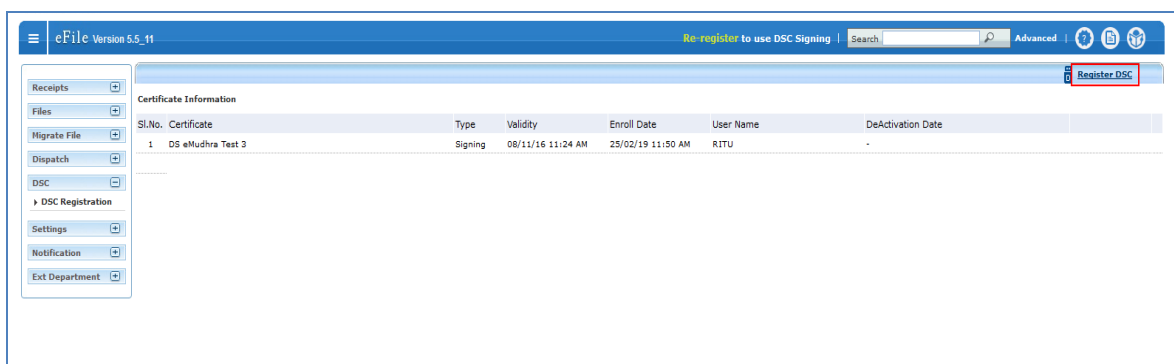 eFile Version 5.5_11
Re-register to use DSC Signing | Search Advanced |
Register DSC
Receipts
Files
Migrate File
Dispatch
DSC
DSC Registration
Settings
Notification
Ext Department
Certificate Information
Sl.No. Certificate Type Validity Enroll Date User Name DeActivation Date
1 DS eMudhra Test 3 Signing 08/11/16 11:24 AM 25/02/19 11:50 AM RITU -